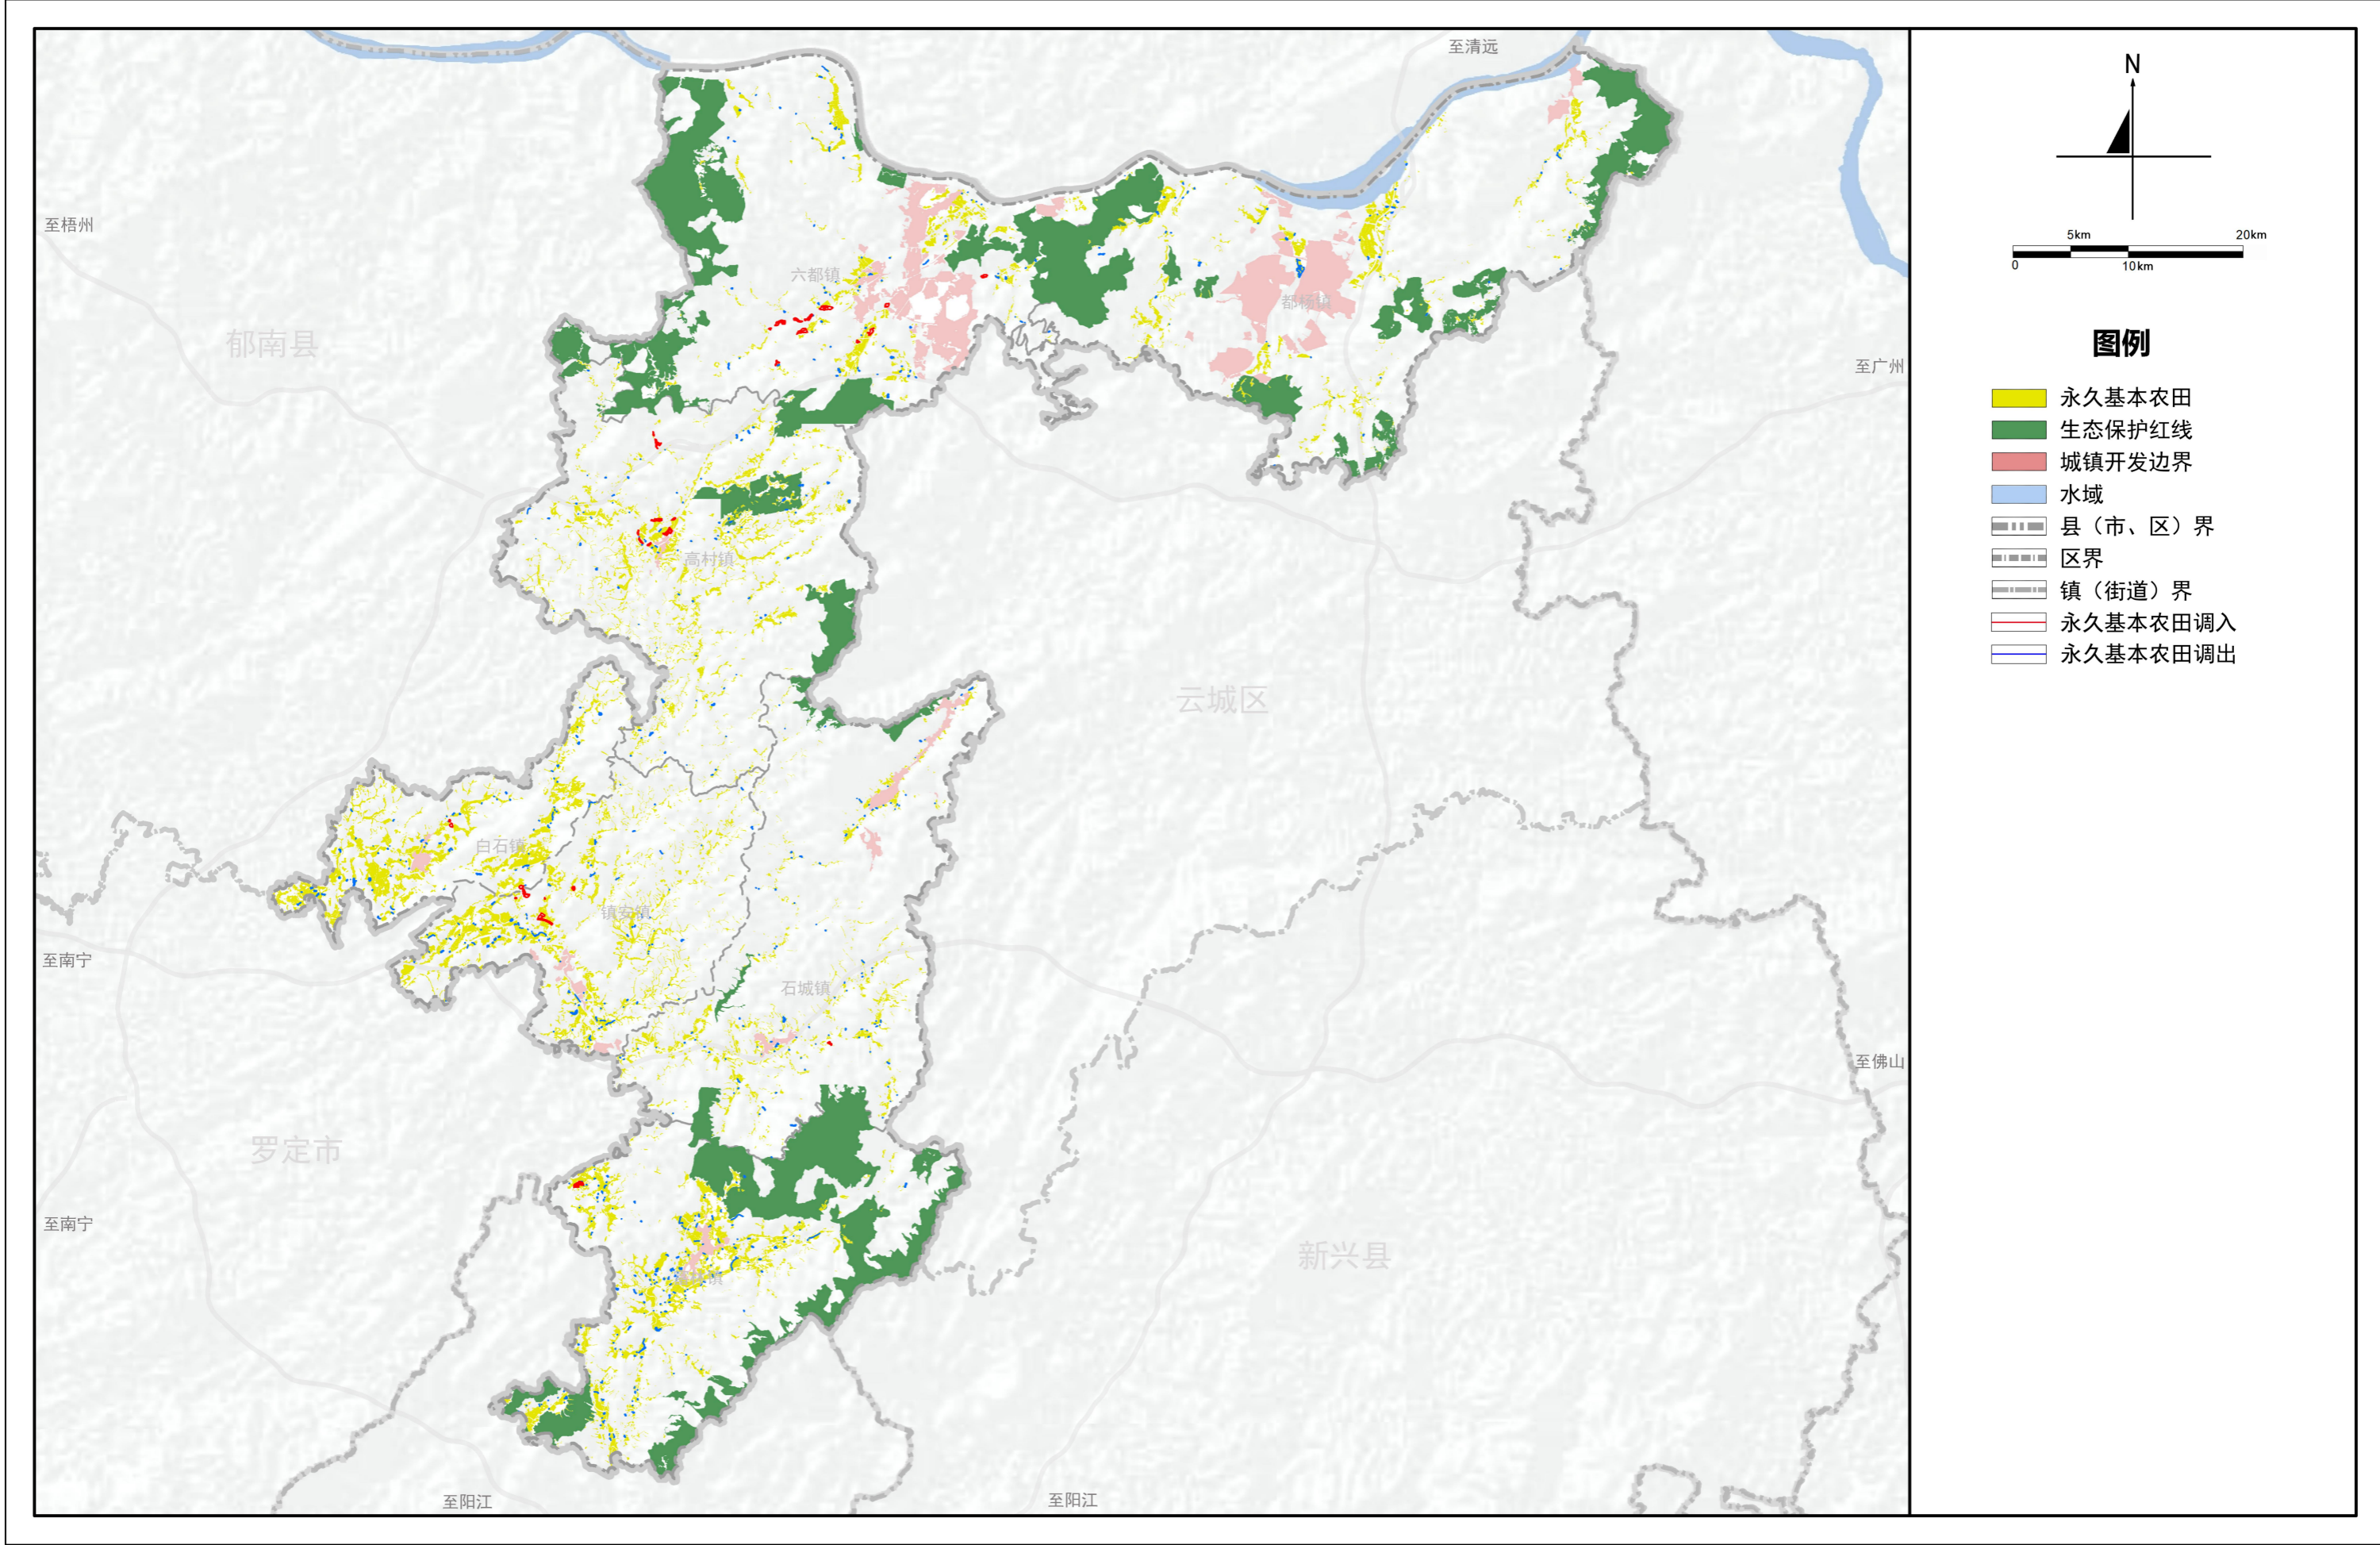 至清远
N
至梧州
5km
20km
0
10km
六都镇
都杨镇
图例
郁南县
至广州
永久基本农田
生态保护红线
城镇开发边界
水域
县（市、区）界
高村镇
区界
镇（街道）界
永久基本农田调入
永久基本农田调出
云城区
白石镇
镇安镇
至南宁
石城镇
至佛山
罗定市
至南宁
新兴县
至阳江
至阳江